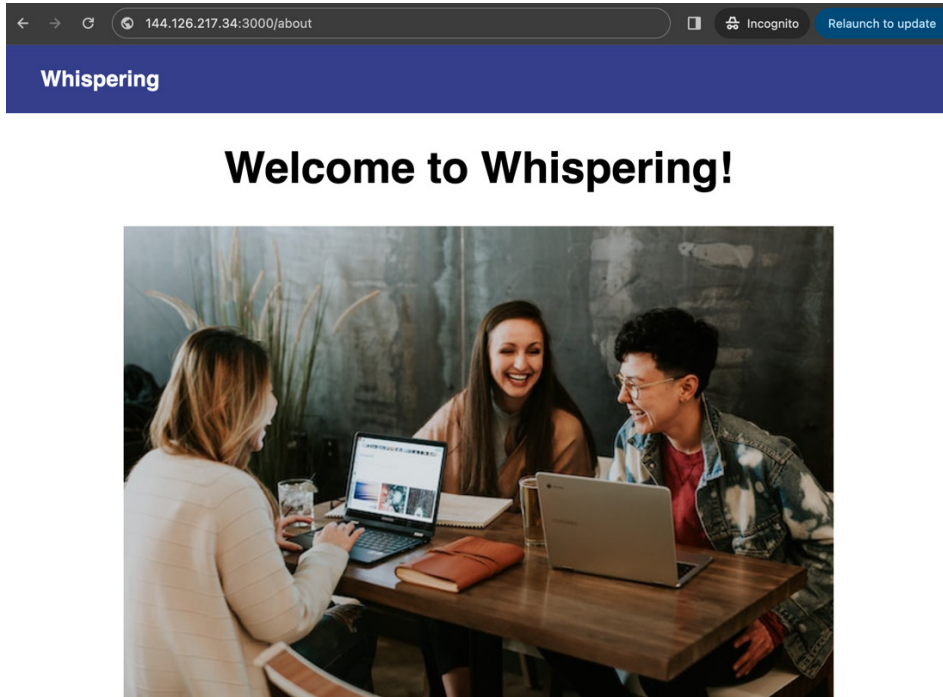 144.126.217.34:3000/about
Incognito
Relaunch to update
Whispering
Welcome to Whispering!